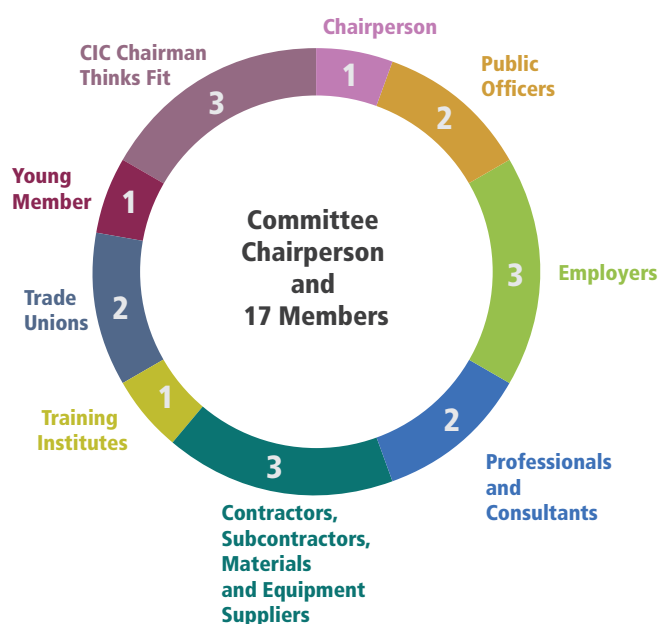 Chairperson
1
Public
Officers
2
Employers
3
Professionals
and
Consultants
2
Contractors,
Subcontractors,
Materials
and Equipment
Suppliers
3
Training
Institutes
1
Trade
Unions
2
Young
Member
1
CIC Chairman
Thinks Fit
3
Committee
Chairperson
and
17 Members